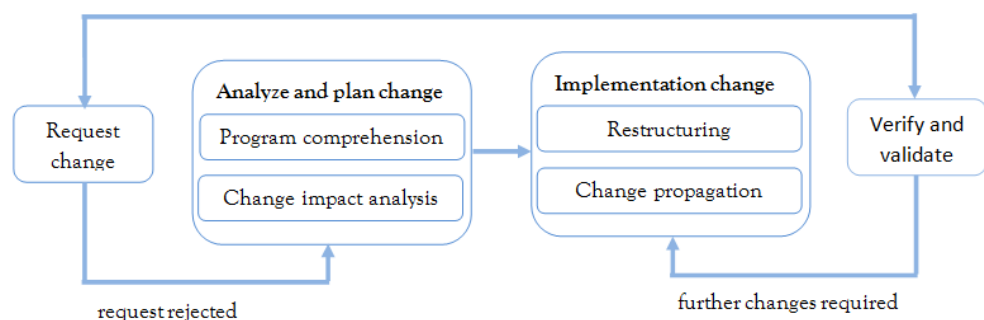 Request
change
Analyze and plan change
Program comprehension
Change impact analysis
Implementation change
Restructuring
Change propagation
Verify and
validate
request rejected
further changes required